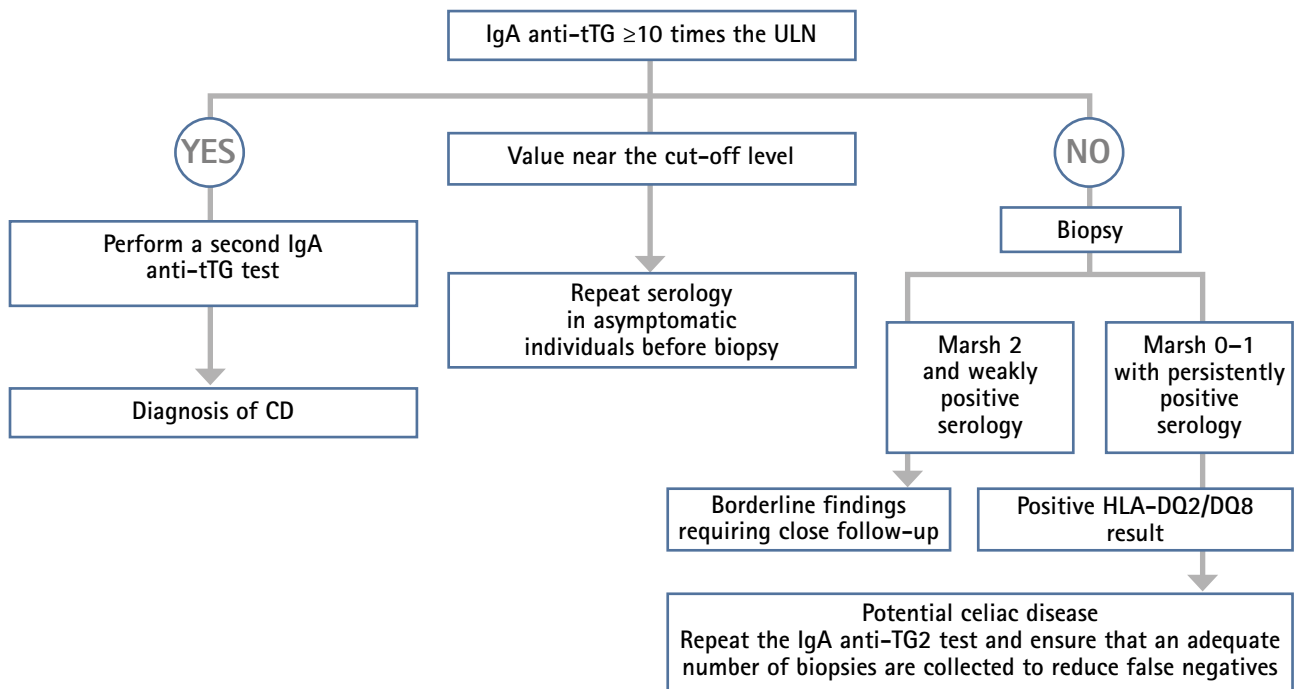 IgA anti-tTG ≥10 times the ULN
YES
Value near the cut-off level
NO
Perform a second IgA
anti-tTG test
Biopsy
Repeat serology
in asymptomatic
individuals before biopsy
Diagnosis of CD
Marsh 2
and weakly
positive
serology
Marsh 0–1
with persistently
positive
serology
Borderline findings
requiring close follow-up
Positive HLA-DQ2/DQ8
result
Potential celiac disease
Repeat the IgA anti-TG2 test and ensure that an adequate
number of biopsies are collected to reduce false negatives